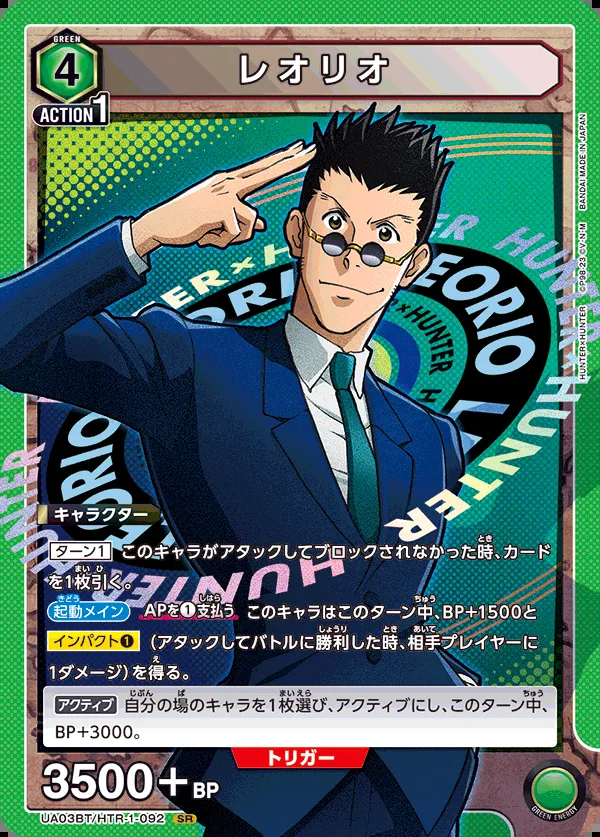 GREEN
4
ACTION 1
レオリオ
HUNTER×HUNTER ©P98-23 ©V・N・M BANDAI MADE IN JAPAN
HUNTER×HUNTER
LEORIO
HUNTER×HUNTER
キャラクター
ターン1 このキャラがアタックしてブロックされなかった時、カード
を1枚引く。
起動メイン APを①支払う このキャラはこのターン中、BP+1500と
インパクト❶ (アタックしてバトルに勝利した時、相手プレイヤーに
1ダメージ)を得る。
アクティブ 自分の場のキャラを1枚選び、アクティブにし、このターン中、
BP+3000。
トリガー
3500+BP
GREEN ENERGY
UA03BT/HTR-1-092 SR